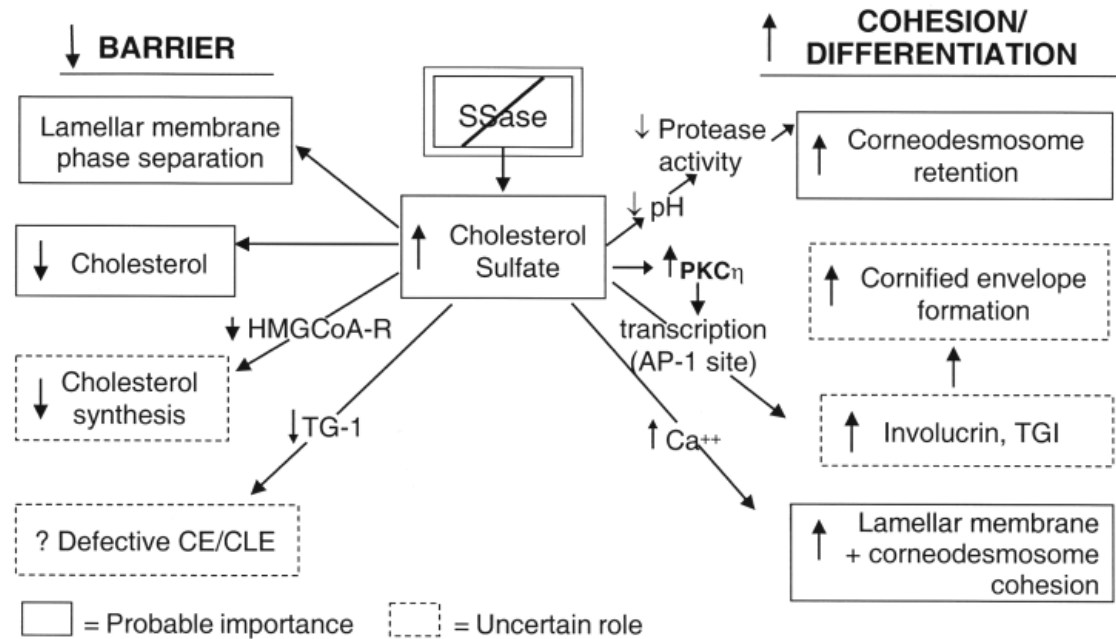 ↓ BARRIER
Lamellar membrane
phase separation
↓ Cholesterol
↓ HMGCoA-R
↓ Cholesterol
synthesis
↓ TG-1
? Defective CE/CLE
SSase
↑ Cholesterol
Sulfate
↑ COHESION/
DIFFERENTIATION
↓ Protease
activity
↓ pH
↑ PKCη
transcription
(AP-1 site)
↑ Ca++
↑ Corneodesmosome
retention
↑ Cornified envelope
formation
↑ Involucrin, TGI
↑ Lamellar membrane
+ corneodesmosome
cohesion
= Probable importance
= Uncertain role